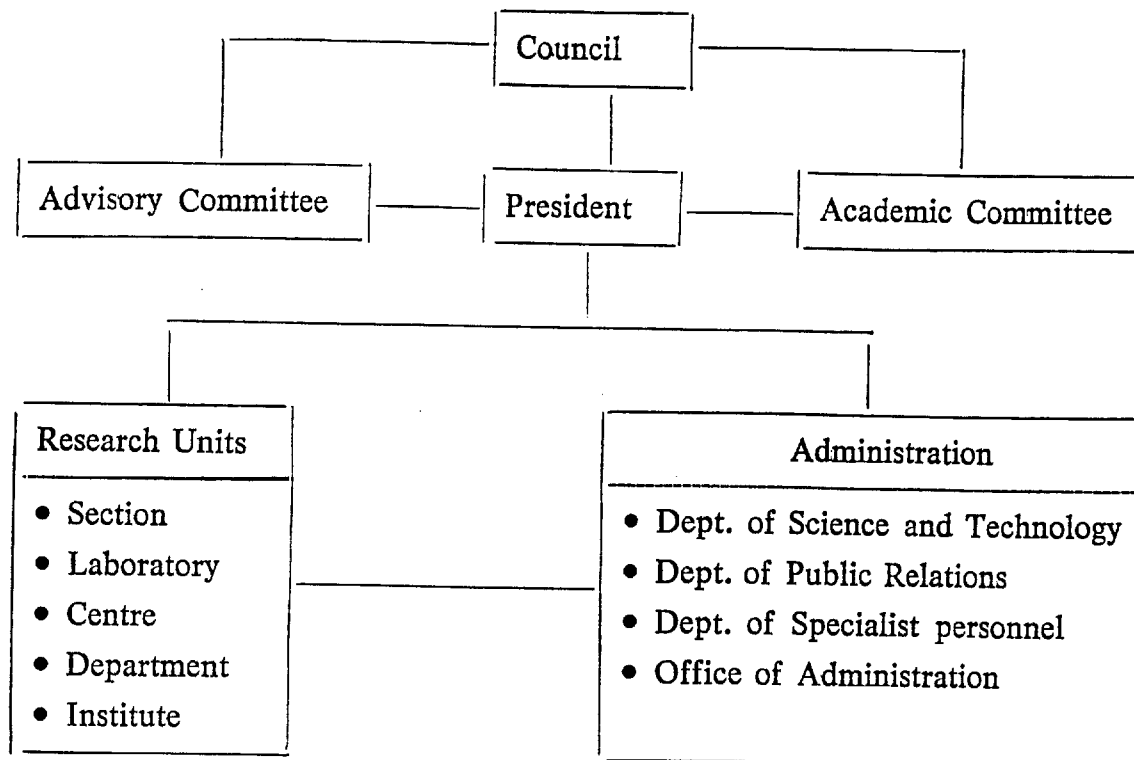 Council
Advisory Committee
President
Academic Committee
Research Units
• Section
• Laboratory
• Centre
• Department
• Institute
Administration
• Dept. of Science and Technology
• Dept. of Public Relations
• Dept. of Specialist personnel
• Office of Administration